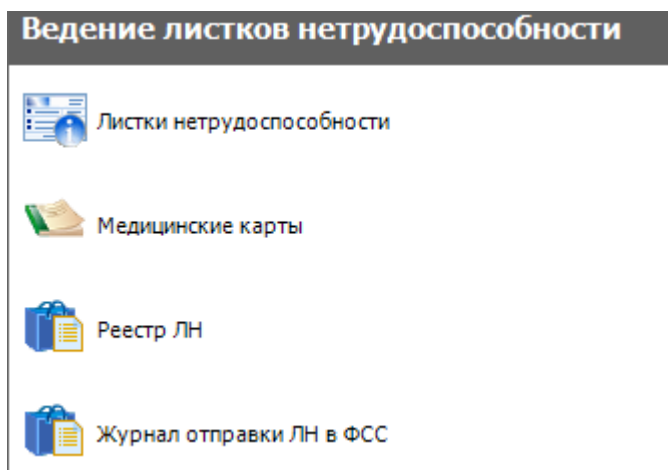 Ведение листков нетрудоспособности
Листки нетрудоспособности
Медицинские карты
Реестр ЛН
Журнал отправки ЛН в ФСС